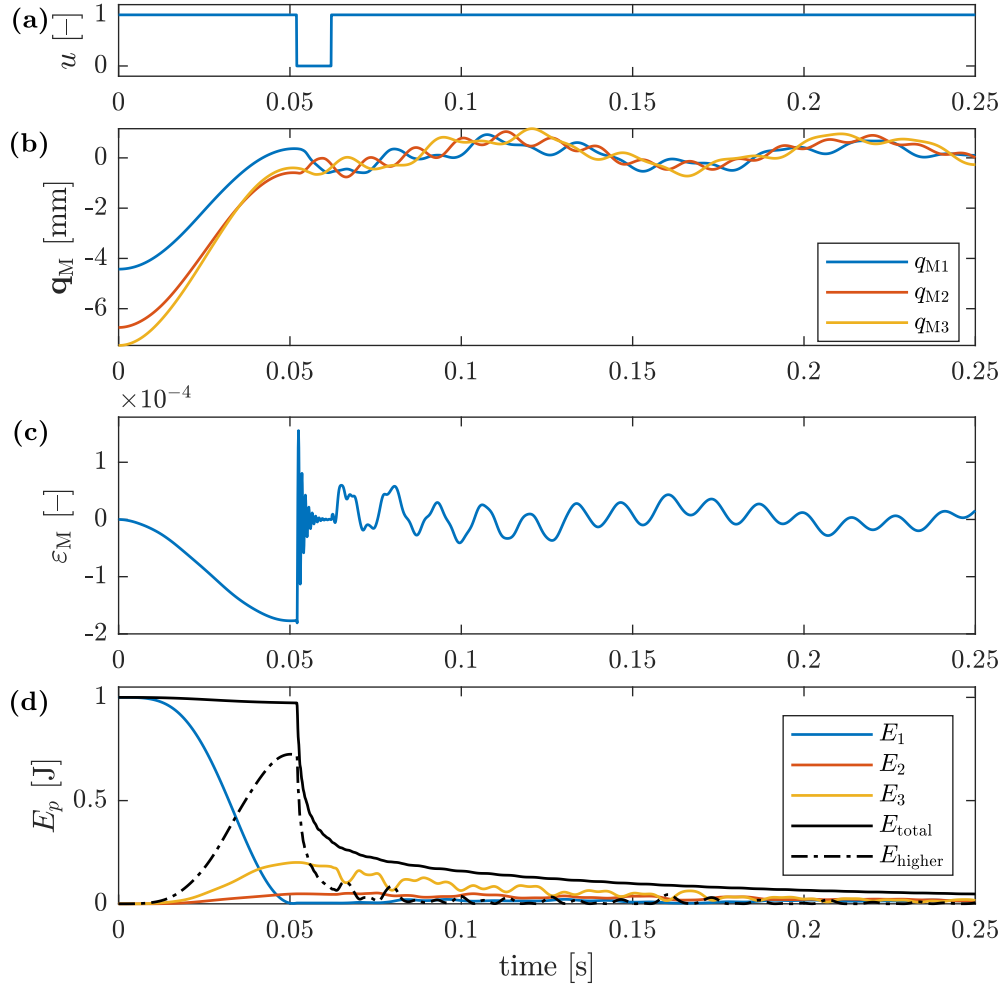 (a)
u [−]
1
0
0 0.05 0.1 0.15 0.2 0.25
(b)
q_M [mm]
0
-2
-4
-6
q_M1
q_M2
q_M3
0 0.05 0.1 0.15 0.2 0.25
×10^−4
(c)
ε_M [−]
1
0
-1
-2
0 0.05 0.1 0.15 0.2 0.25
(d)
E_p [J]
1
0.5
0
E_1
E_2
E_3
E_total
E_higher
0 0.05 0.1 0.15 0.2 0.25
time [s]